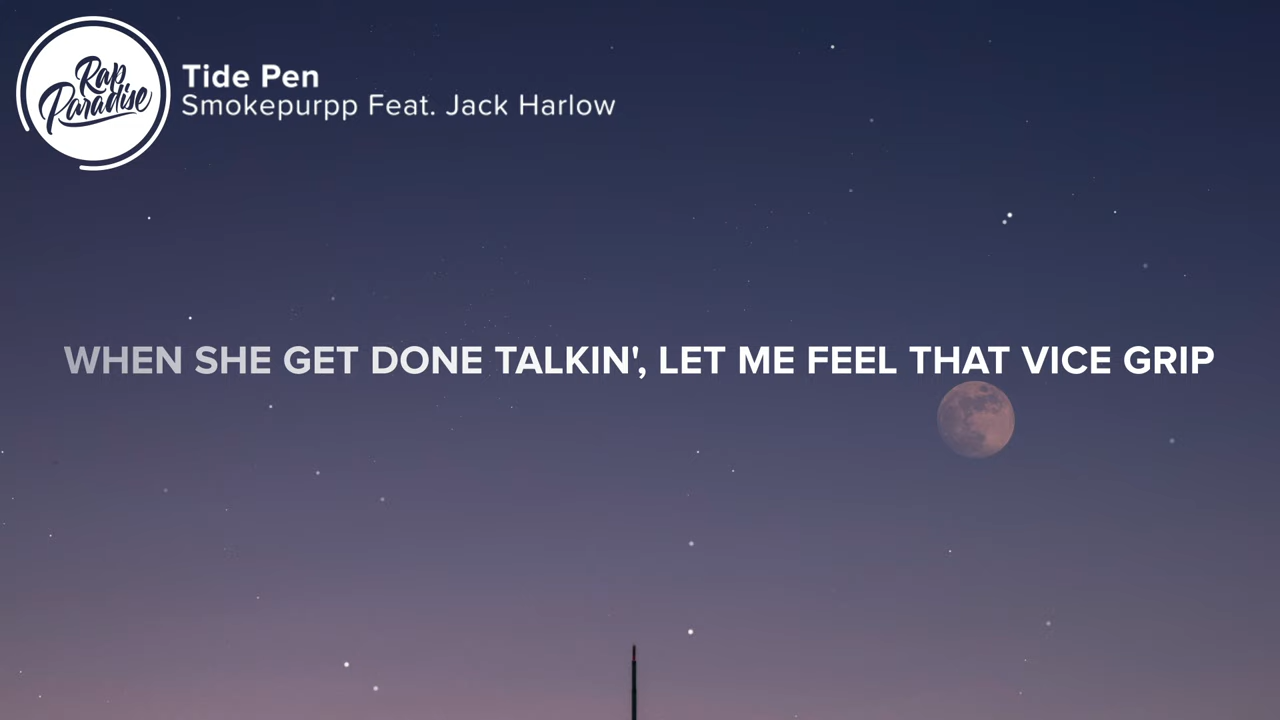 Rap
Paradise
Tide Pen
Smokepurpp Feat. Jack Harlow
WHEN SHE GET DONE TALKIN', LET ME FEEL THAT VICE GRIP